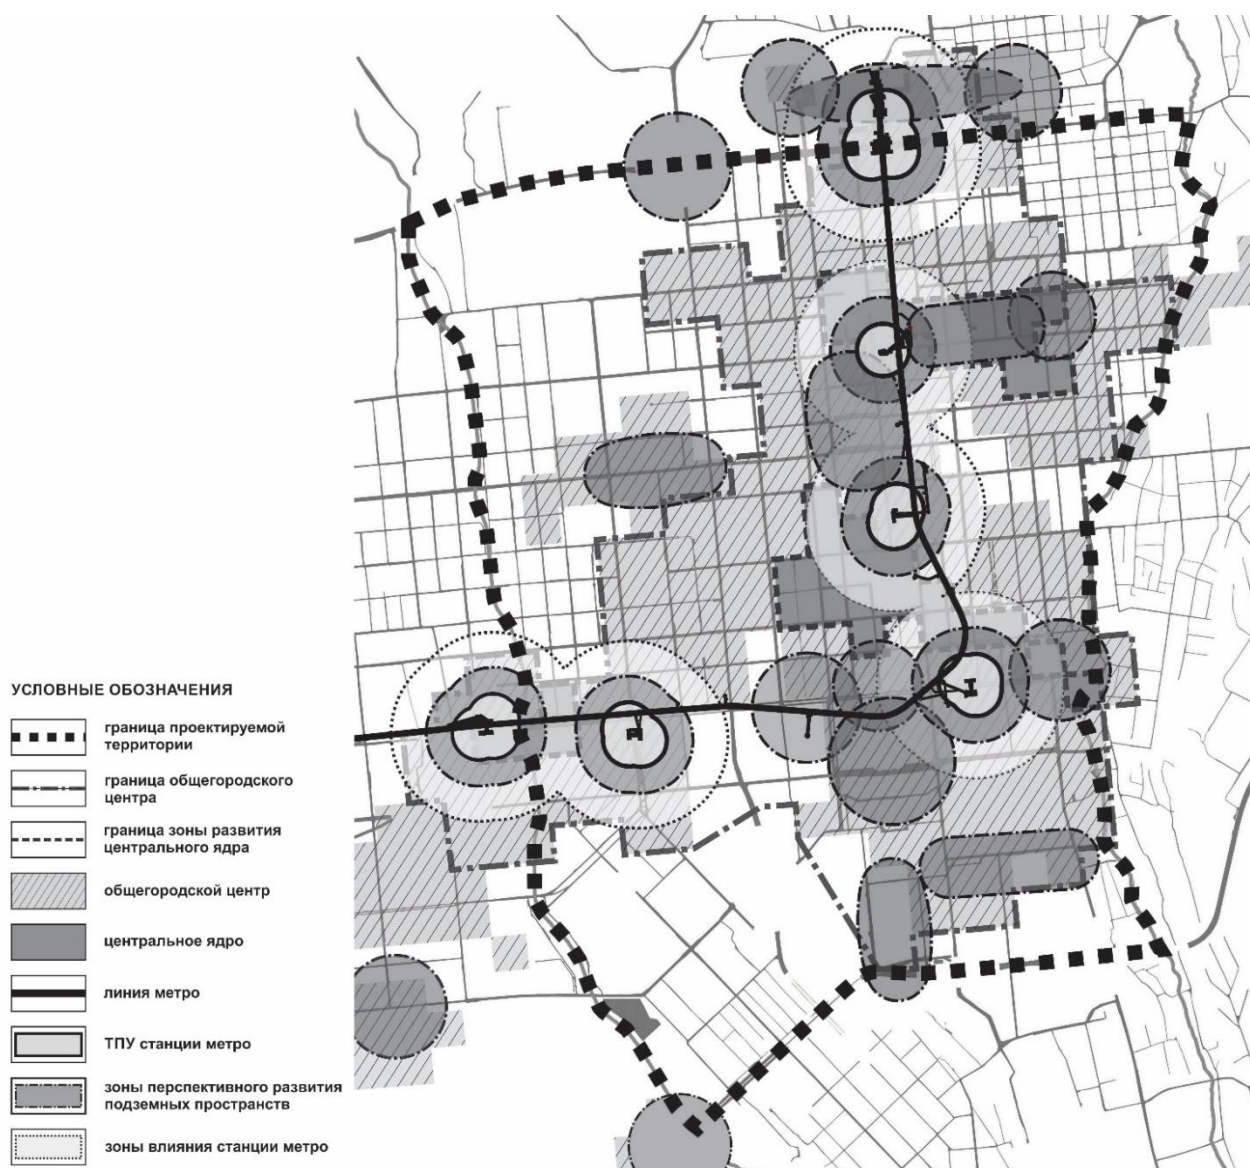 УСЛОВНЫЕ ОБОЗНАЧЕНИЯ
граница проектируемой
территории
граница общегородского
центра
граница зоны развития
центрального ядра
общегородской центр
центральное ядро
линия метро
ТПУ станции метро
зоны перспективного развития
подземных пространств
зоны влияния станции метро